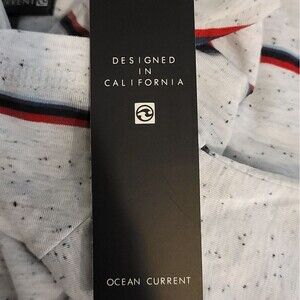 DESIGNED
IN
CALIFORNIA
OCEAN CURRENT